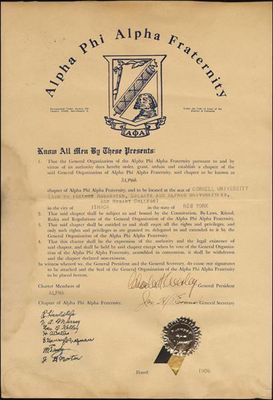 Alpha Phi Alpha Fraternity
ΑΦΑ
Know All Men By These Presents:
1. That the General Organization of the Alpha Phi Alpha Fraternity pursuant to and by
virtue of an authority does hereby ordain, grant, ordain and establish a chapter of the
said General Organization of Alpha Phi Alpha Fraternity, said chapter to be known as
ALPHA
chapter of Alpha Phi Alpha Fraternity, and to be located at the seat of CORNELL UNIVERSITY
AND HOBART COLLEGE)
in the city of ITHACA in the state of NEW YORK
2. That said chapter shall be subject to and bound by the Constitution, By-Laws, Ritual,
Rules, and Regulations of the General Organization of the Alpha Phi Alpha Fraternity.
3. That said chapter shall be entitled to and shall enjoy all the rights and privileges, and
only such rights and privileges as are granted to, delegated to and extended to it by the
General Organization of the Alpha Phi Alpha Fraternity.
4. That this charter shall be the expression of the authority and the legal existence of
said chapter, and shall be held by said chapter except when by vote of the General Organiza-
tion of the Alpha Phi Alpha Fraternity, assembled in convention, it shall be withdrawn
and the chapter declared nonexistent.
In witness whereof we, the General President and the General Secretary, do cause our signatures
to be attached and the Seal of the General Organization of the Alpha Phi Alpha Fraternity
to be placed hereon.
Charter Members of
General President
ALPHA
General Secretary
Chapter of Alpha Phi Alpha Fraternity.
Issued 1906